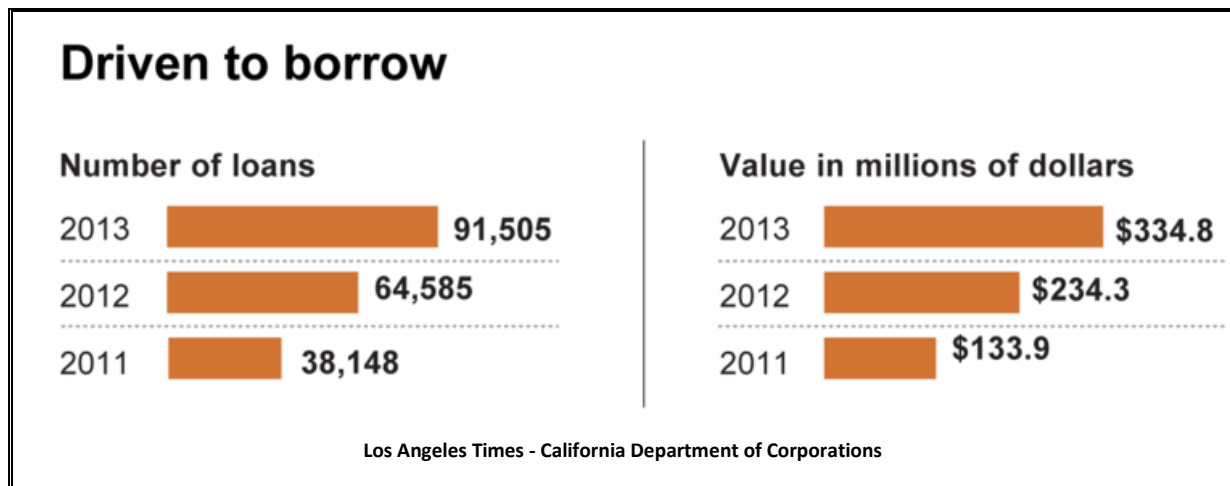 Driven to borrow
Number of loans
2013 91,505
2012 64,585
2011 38,148
Value in millions of dollars
2013 $334.8
2012 $234.3
2011 $133.9
Los Angeles Times - California Department of Corporations